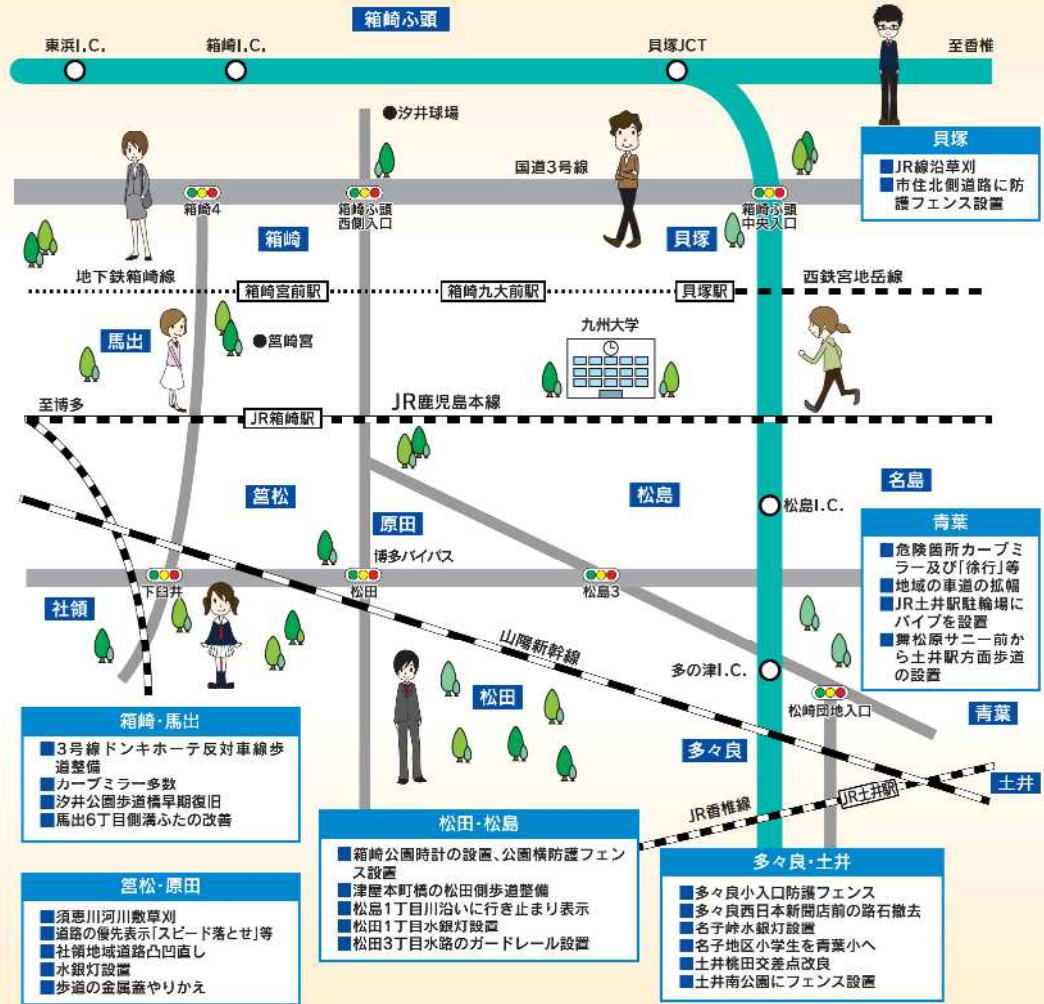 箱崎ふ頭
東浜I.C.
箱崎I.C.
貝塚JCT
至香椎
●汐井球場
国道3号線
貝塚
■JR線沿草刈
■市住北側道路に防
護フェンス設置
箱崎4
箱崎ふ頭
西側入口
箱崎ふ頭
中央入口
箱崎
貝塚
地下鉄箱崎線
箱崎宮前駅
箱崎九大前駅
貝塚駅
西鉄宮地岳線
馬出
●筥崎宮
九州大学
至博多
JR箱崎駅
JR鹿児島本線
筥松
原田
松島
名島
松島I.C.
博多バイパス
下臼井
松田
松島3
社領
青葉
■危険箇所カーブミ
ラー及び「徐行」等
■地域の車道の拡幅
■JR土井駅駐輪場に
パイプを設置
■舞松原サニー前か
ら土井駅方面歩道
の設置
山陽新幹線
多の津I.C.
松崎団地入口
松田
青葉
多々良
土井
JR土井駅
JR香椎線
箱崎・馬出
■3号線ドンキホーテ反対車線歩
道整備
■カーブミラー多数
■汐井公園歩道橋早期復旧
■馬出6丁目側溝ふたの改善
筥松・原田
■須恵川河川敷草刈
■道路の優先表示「スピード落とせ」等
■社領地域道路凸凹直し
■水銀灯設置
■歩道の金属蓋やりかえ
松田・松島
■箱崎公園時計の設置、公園横防護フェン
ス設置
■津屋本町橋の松田側歩道整備
■松島1丁目川沿いに行き止まり表示
■松田1丁目水銀灯設置
■松田3丁目水路のガードレール設置
多々良・土井
■多々良小入口防護フェンス
■多々良西日本新聞店前の路石撤去
■名子峠水銀灯設置
■名子地区小学生を青葉小へ
■土井桃田交差点改良
■土井南公園にフェンス設置